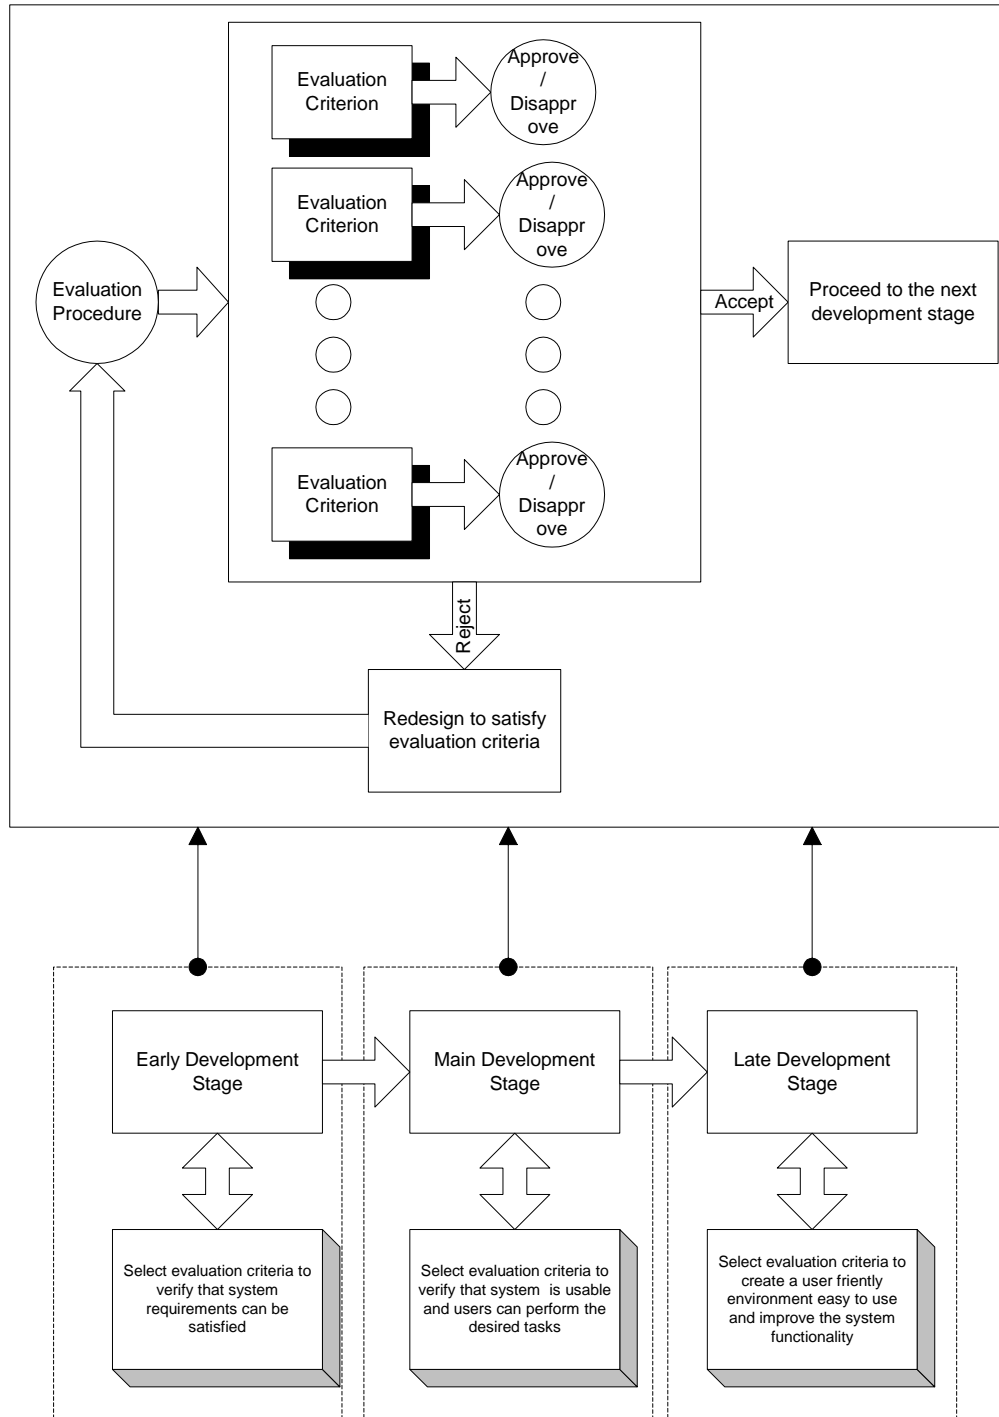 Evaluation
Criterion
Approve
/
Disappr
ove
Evaluation
Criterion
Approve
/
Disappr
ove
Evaluation
Procedure
Accept
Proceed to the next
development stage
Evaluation
Criterion
Approve
/
Disappr
ove
Reject
Redesign to satisfy
evaluation criteria
Early Development
Stage
Main Development
Stage
Late Development
Stage
Select evaluation criteria to
verify that system
requirements can be
satisfied
Select evaluation criteria to
verify that system is usable
and users can perform the
desired tasks
Select evaluation criteria to
create a user friently
environment easy to use
and improve the system
functionality